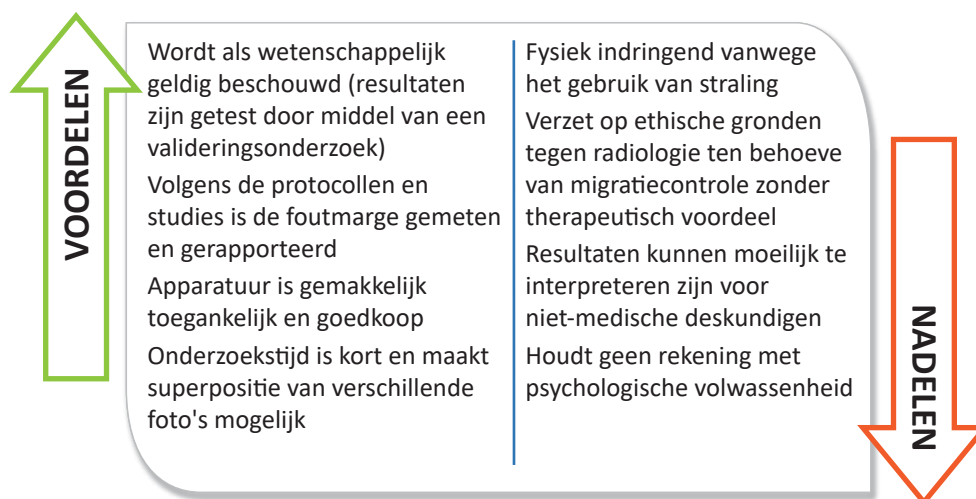 VOORDELEN
Wordt als wetenschappelijk
geldig beschouwd (resultaten
zijn getest door middel van een
valideringsonderzoek)
Volgens de protocollen en
studies is de foutmarge gemeten
en gerapporteerd
Apparatuur is gemakkelijk
toegankelijk en goedkoop
Onderzoekstijd is kort en maakt
superpositie van verschillende
foto's mogelijk
Fysiek indringend vanwege
het gebruik van straling
Verzet op ethische gronden
tegen radiologie ten behoeve
van migratiecontrole zonder
therapeutisch voordeel
Resultaten kunnen moeilijk te
interpreteren zijn voor
niet-medische deskundigen
Houdt geen rekening met
psychologische volwassenheid
NADELEN